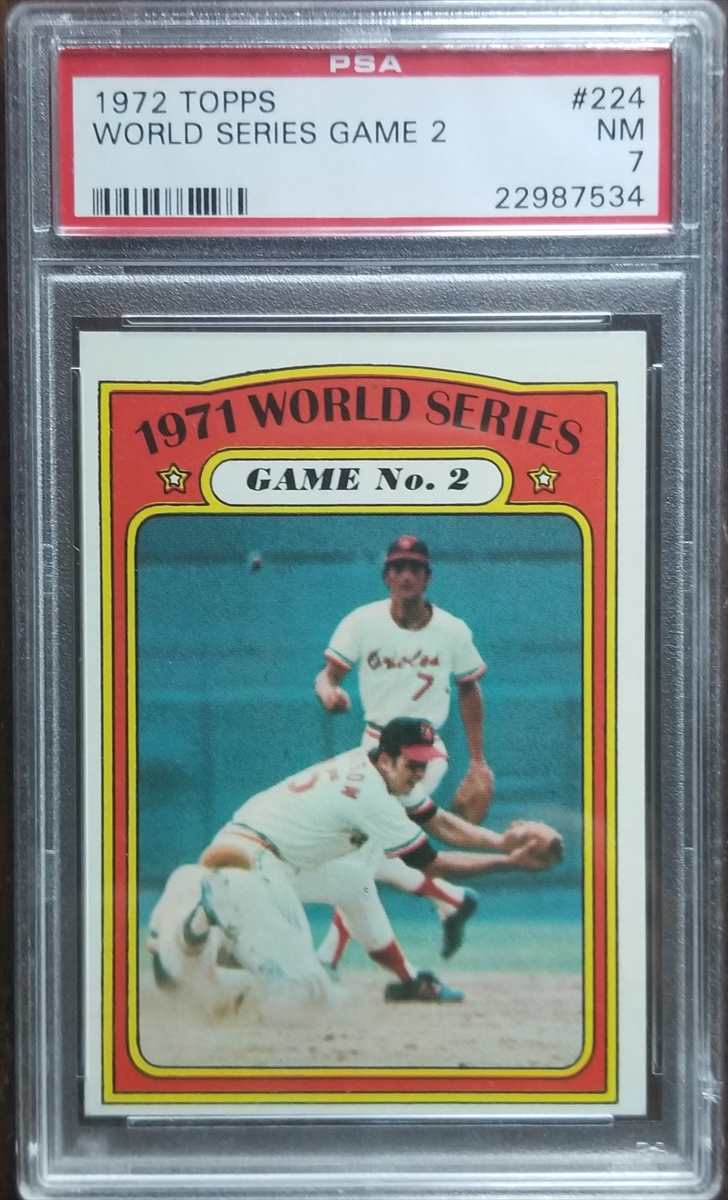 PSA
1972 TOPPS #224
WORLD SERIES GAME 2 NM
7
22987534
1971 WORLD SERIES
GAME No. 2
Orioles
7
5